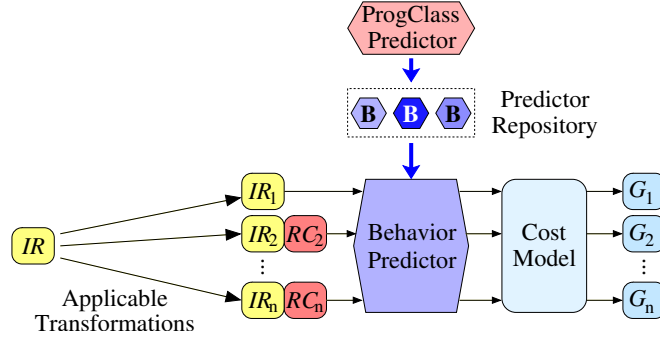 ProgClass
Predictor
B B B
Predictor
Repository
IR
IR1
IR2 RC2
⋮
IRn RCn
Applicable
Transformations
Behavior
Predictor
Cost
Model
G1
G2
⋮
Gn